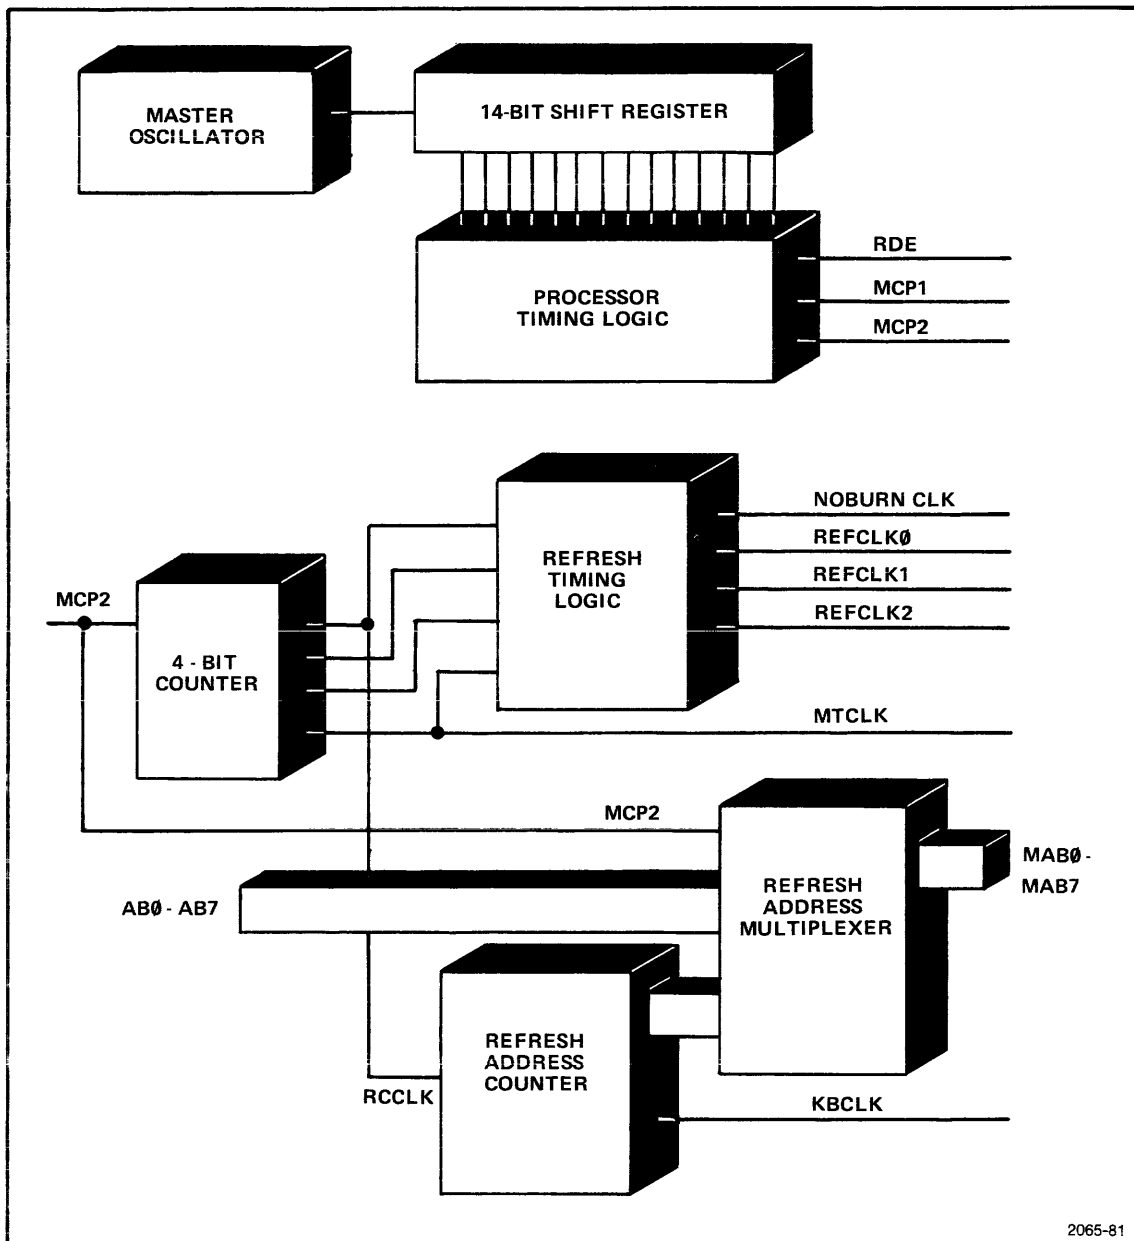 MASTER
OSCILLATOR
14-BIT SHIFT REGISTER
PROCESSOR
TIMING LOGIC
RDE
MCP1
MCP2
NOBURN CLK
REFCLKØ
REFCLK1
REFCLK2
REFRESH
TIMING
LOGIC
MCP2
4 - BIT
COUNTER
MTCLK
MCP2
ABØ - AB7
REFRESH
ADDRESS
MULTIPLEXER
MABØ -
MAB7
REFRESH
ADDRESS
COUNTER
RCCLK
KBCLK
2065-81